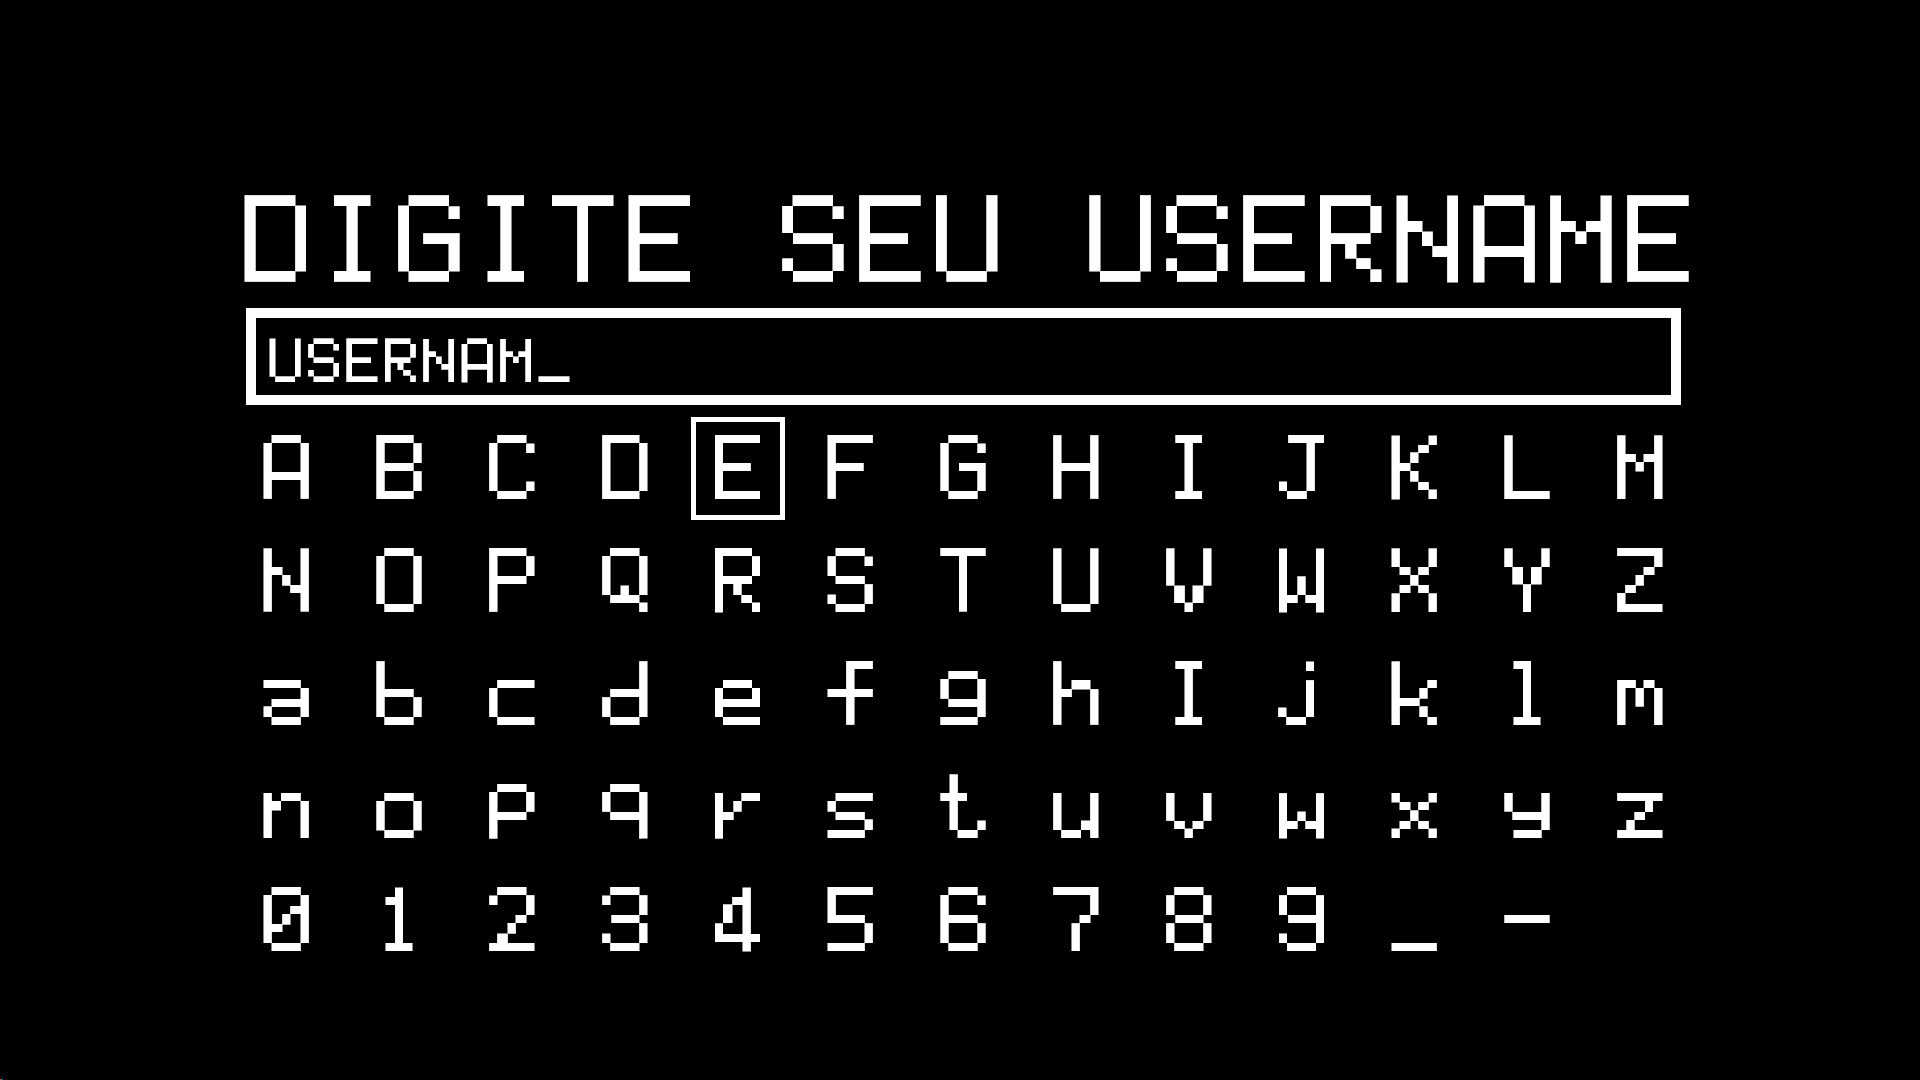 DIGITE SEU USERNAME
USERNAM_
A B C D E F G H I J K L M
N O P Q R S T U V W X Y Z
a b c d e f g h I j k l m
n o p q r s t u v w x y z
0 1 2 3 4 5 6 7 8 9 _ -